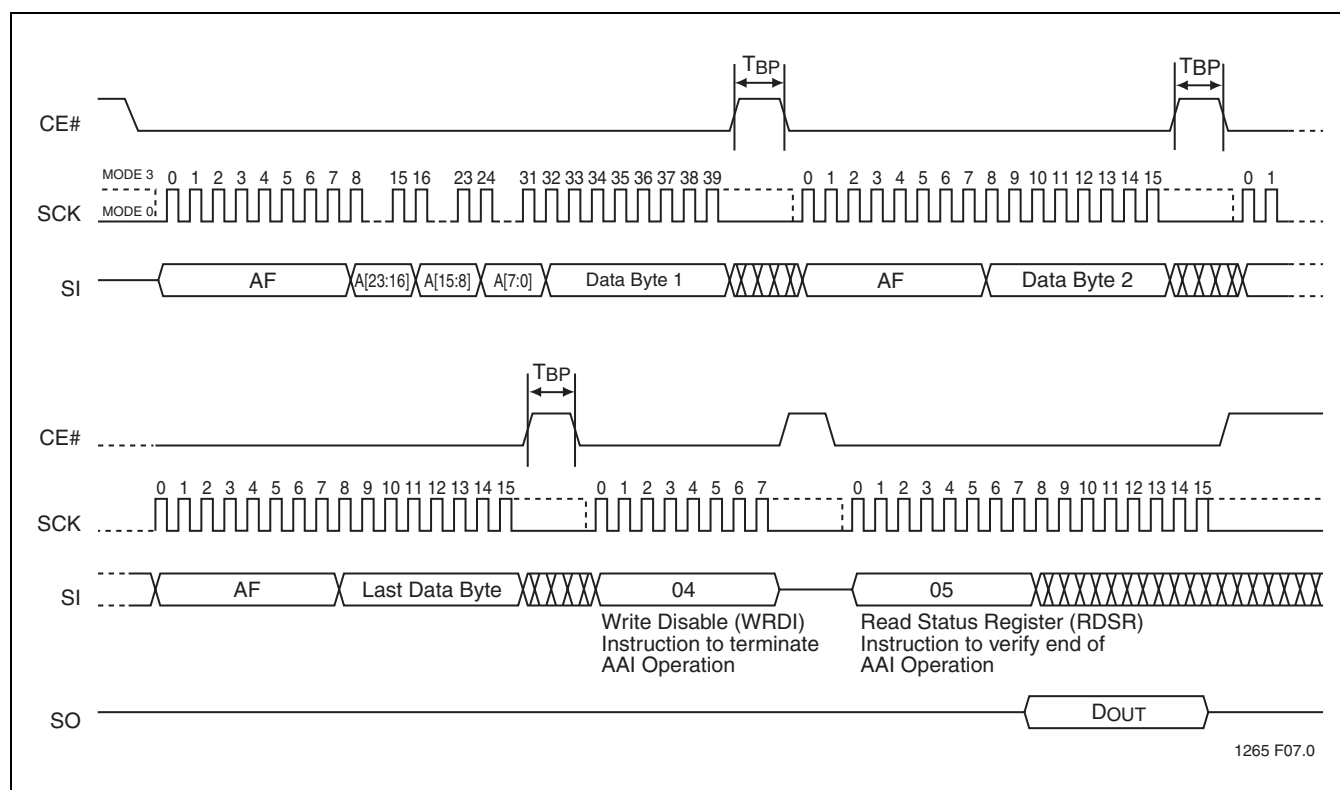 TBP TBP
CE#
MODE 3 0 1 2 3 4 5 6 7 8 15 16 23 24 31 32 33 34 35 36 37 38 39 0 1 2 3 4 5 6 7 8 9 10 11 12 13 14 15 0 1
SCK MODE 0
SI AF A[23:16] A[15:8] A[7:0] Data Byte 1 AF Data Byte 2
TBP
CE#
0 1 2 3 4 5 6 7 8 9 10 11 12 13 14 15 0 1 2 3 4 5 6 7 0 1 2 3 4 5 6 7 8 9 10 11 12 13 14 15
SCK
SI AF Last Data Byte 04 05
Write Disable (WRDI)
Instruction to terminate
AAI Operation
Read Status Register (RDSR)
Instruction to verify end of
AAI Operation
SO DOUT
1265 F07.0